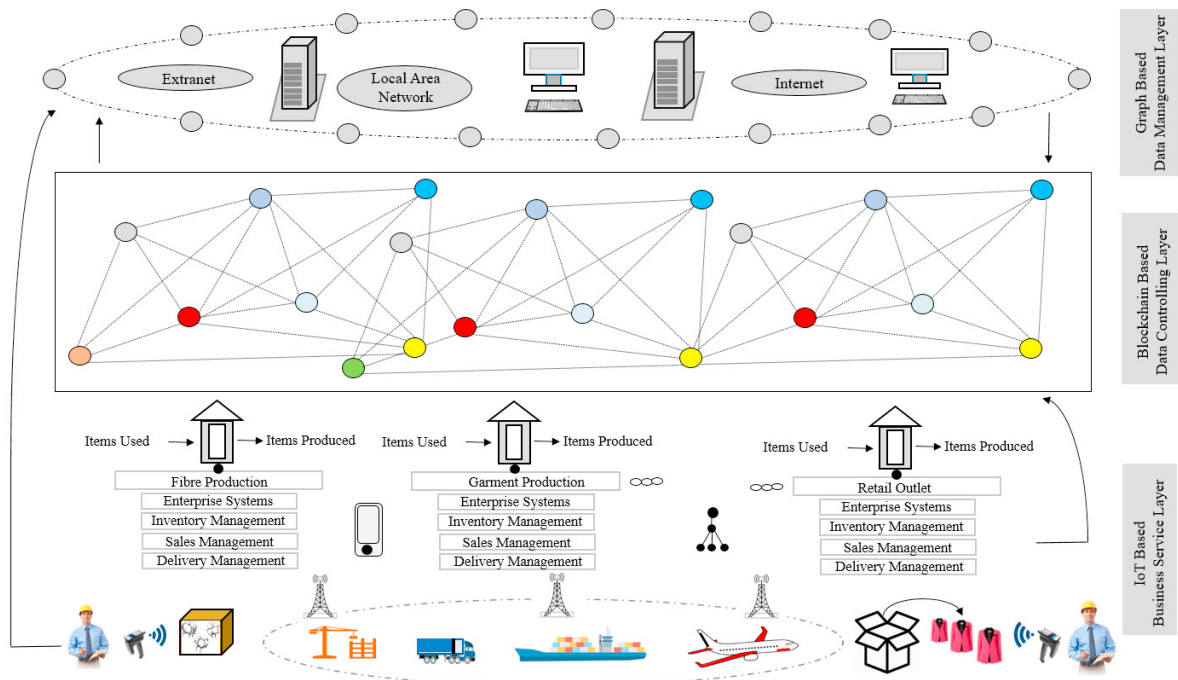 Extranet
Local Area
Network
Internet
Graph Based
Data Management Layer
Blockchain Based
Data Controlling Layer
Items Used
Items Produced
Items Used
Items Produced
Items Used
Items Produced
Fibre Production
Enterprise Systems
Inventory Management
Sales Management
Delivery Management
Garment Production
Enterprise Systems
Inventory Management
Sales Management
Delivery Management
Retail Outlet
Enterprise Systems
Inventory Management
Sales Management
Delivery Management
IoT Based
Business Service Layer